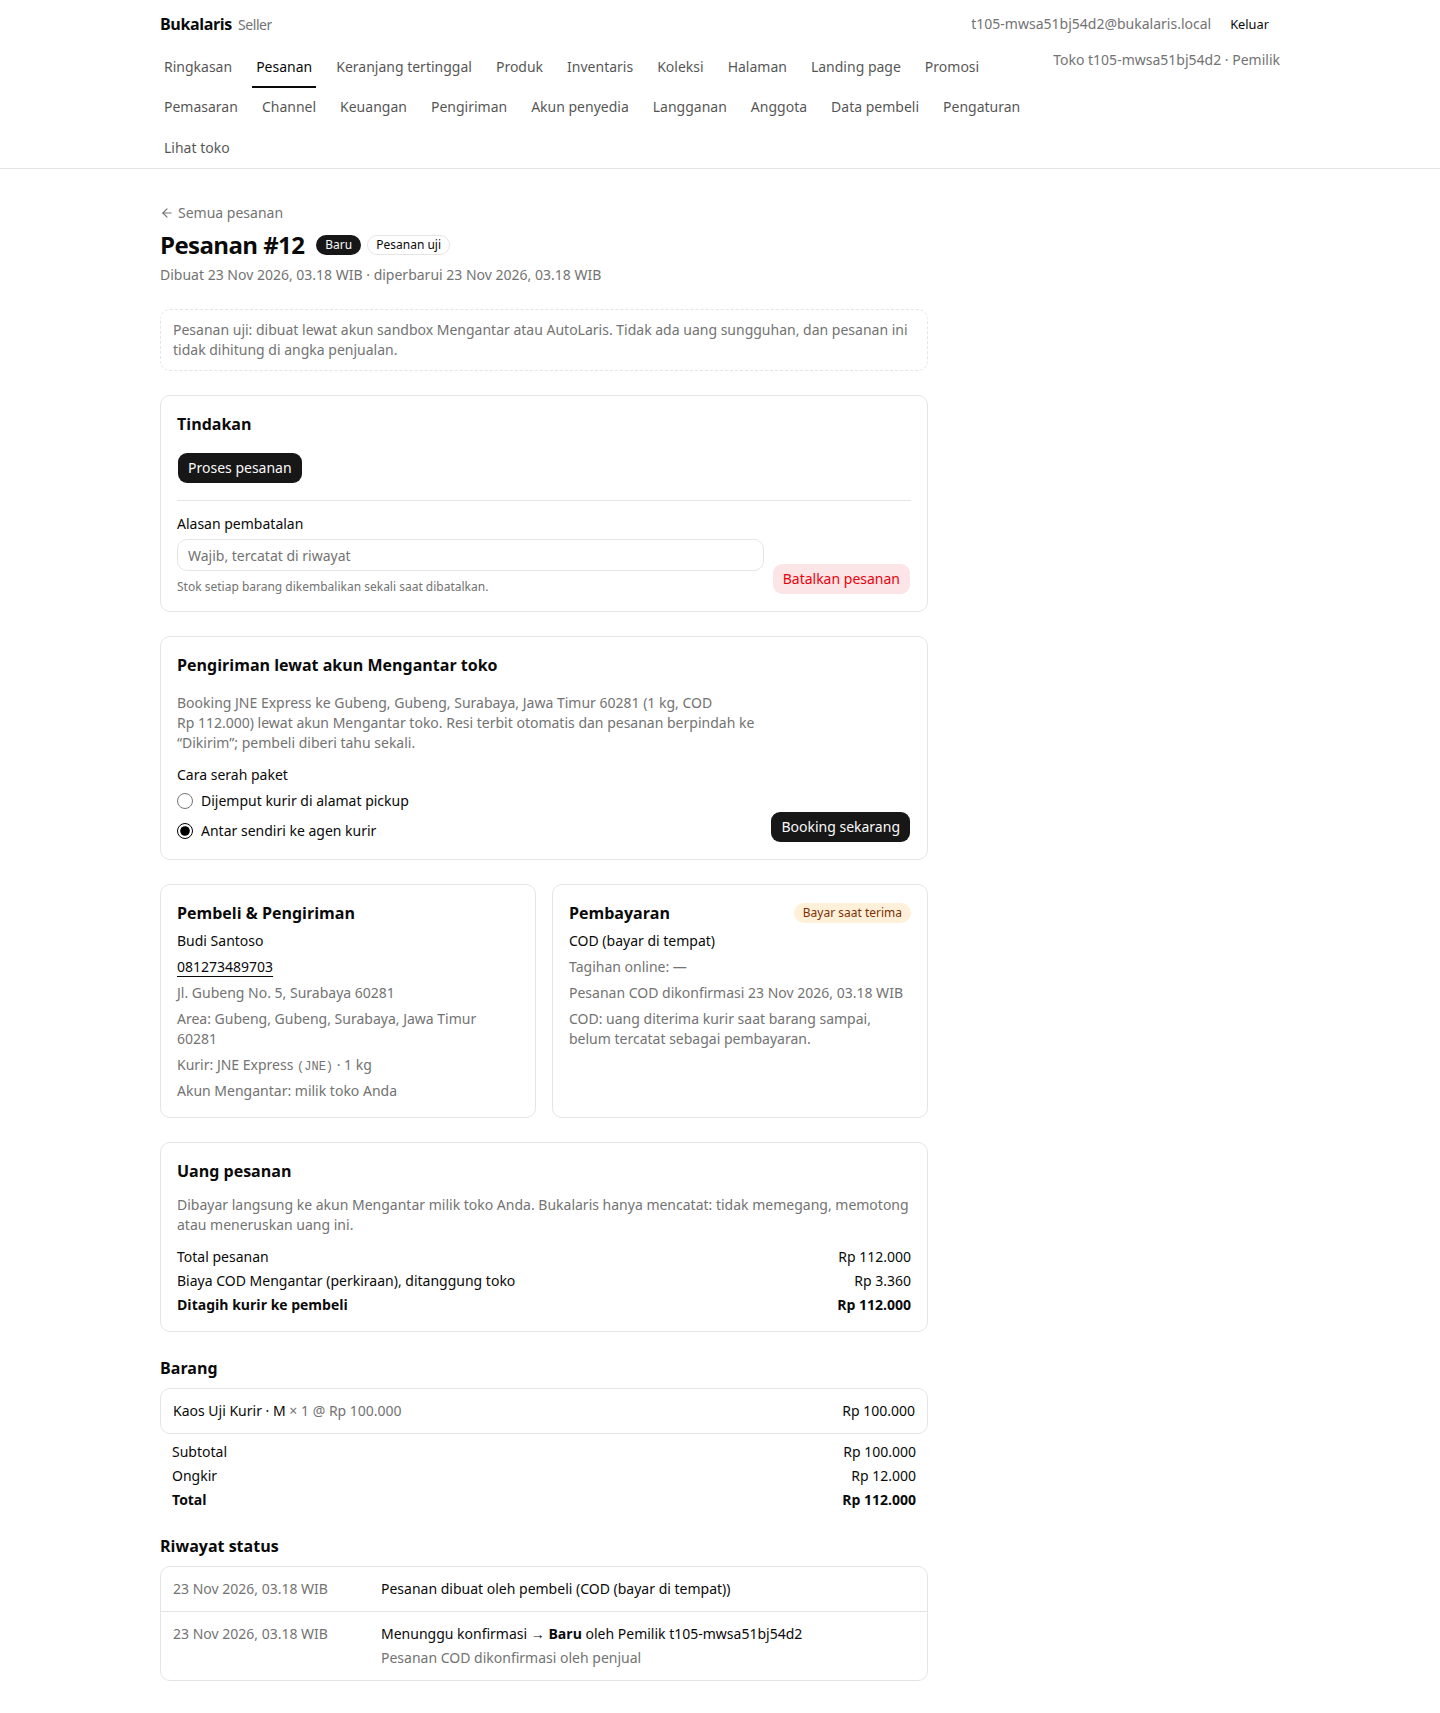 Bukalaris Seller
t105-mwsa51bj54d2@bukalaris.local Keluar
Ringkasan Pesanan Keranjang tertinggal Produk Inventaris Koleksi Halaman Landing page Promosi
Toko t105-mwsa51bj54d2 · Pemilik
Pemasaran Channel Keuangan Pengiriman Akun penyedia Langganan Anggota Data pembeli Pengaturan
Lihat toko
← Semua pesanan
Pesanan #12 Baru Pesanan uji
Dibuat 23 Nov 2026, 03.18 WIB · diperbarui 23 Nov 2026, 03.18 WIB
Pesanan uji: dibuat lewat akun sandbox Mengantar atau AutoLaris. Tidak ada uang sungguhan, dan pesanan ini
tidak dihitung di angka penjualan.
Tindakan
Proses pesanan
Alasan pembatalan
Wajib, tercatat di riwayat
Stok setiap barang dikembalikan sekali saat dibatalkan.
Batalkan pesanan
Pengiriman lewat akun Mengantar toko
Booking JNE Express ke Gubeng, Gubeng, Surabaya, Jawa Timur 60281 (1 kg, COD
Rp 112.000) lewat akun Mengantar toko. Resi terbit otomatis dan pesanan berpindah ke
“Dikirim”; pembeli diberi tahu sekali.
Cara serah paket
Dijemput kurir di alamat pickup
Antar sendiri ke agen kurir
Booking sekarang
Pembeli & Pengiriman
Budi Santoso
081273489703
Jl. Gubeng No. 5, Surabaya 60281
Area: Gubeng, Gubeng, Surabaya, Jawa Timur
60281
Kurir: JNE Express (JNE) · 1 kg
Akun Mengantar: milik toko Anda
Pembayaran Bayar saat terima
COD (bayar di tempat)
Tagihan online: —
Pesanan COD dikonfirmasi 23 Nov 2026, 03.18 WIB
COD: uang diterima kurir saat barang sampai,
belum tercatat sebagai pembayaran.
Uang pesanan
Dibayar langsung ke akun Mengantar milik toko Anda. Bukalaris hanya mencatat: tidak memegang, memotong
atau meneruskan uang ini.
Total pesanan Rp 112.000
Biaya COD Mengantar (perkiraan), ditanggung toko Rp 3.360
Ditagih kurir ke pembeli Rp 112.000
Barang
Kaos Uji Kurir · M × 1 @ Rp 100.000 Rp 100.000
Subtotal Rp 100.000
Ongkir Rp 12.000
Total Rp 112.000
Riwayat status
23 Nov 2026, 03.18 WIB Pesanan dibuat oleh pembeli (COD (bayar di tempat))
23 Nov 2026, 03.18 WIB Menunggu konfirmasi → Baru oleh Pemilik t105-mwsa51bj54d2
Pesanan COD dikonfirmasi oleh penjual